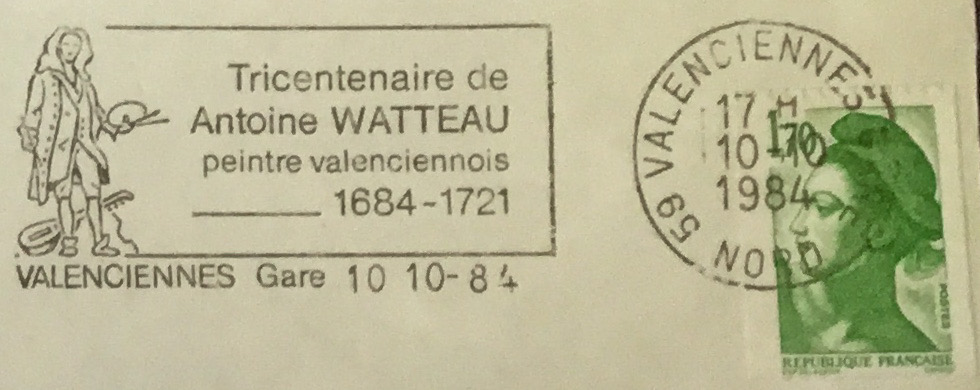 Tricentenaire de
Antoine WATTEAU
peintre valenciennois
1684-1721
VALENCIENNES Gare 10 10-84
59 VALENCIENNES
17 H
10-10
1984
NORD
1,70
POSTES
REPUBLIQUE FRANÇAISE